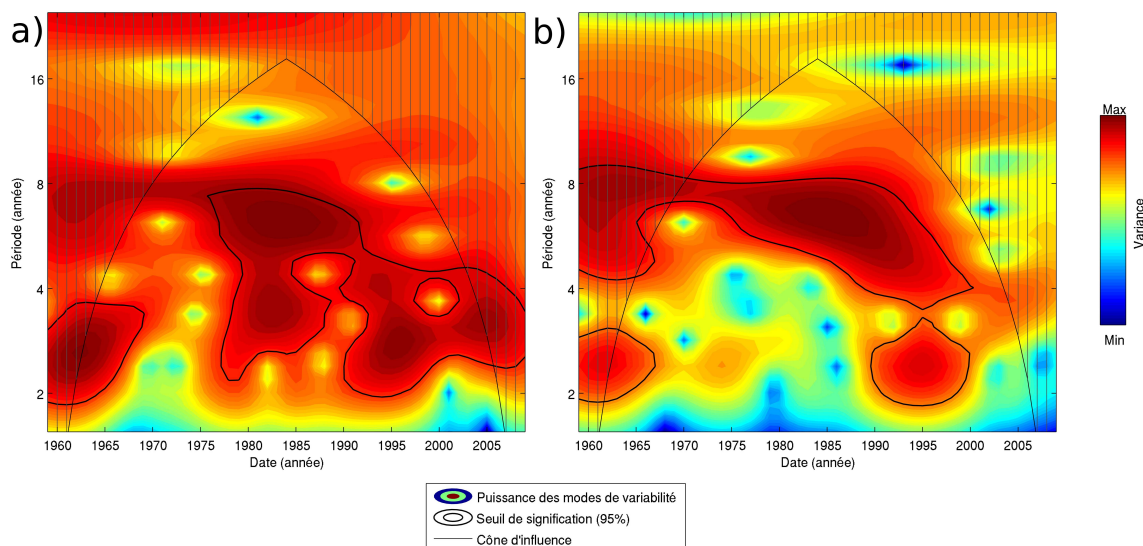 a)
b)
16
8
4
2
Période (année)
1960 1965 1970 1975 1980 1985 1990 1995 2000 2005
Date (année)
16
8
4
2
Période (année)
1960 1965 1970 1975 1980 1985 1990 1995 2000 2005
Date (année)
Max
Variance
Min
Puissance des modes de variabilité
Seuil de signification (95%)
Cône d'influence